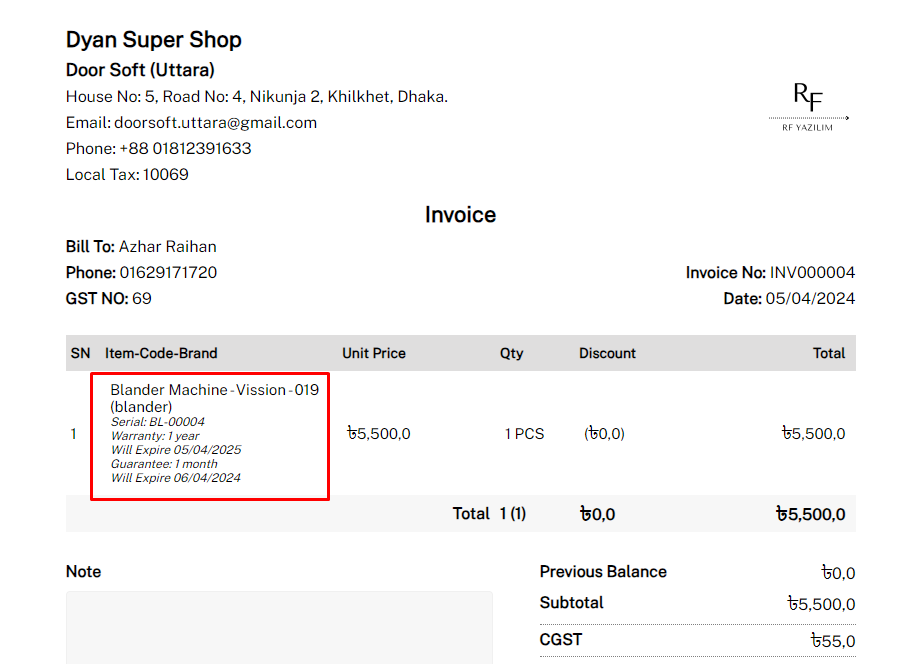 Dyan Super Shop
Door Soft (Uttara)
House No: 5, Road No: 4, Nikunja 2, Khilkhet, Dhaka.
Email: doorsoft.uttara@gmail.com
Phone: +88 01812391633
Local Tax: 10069
RF
RF YAZILIM
Invoice
Bill To: Azhar Raihan
Phone: 01629171720
GST NO: 69
Invoice No: INV000004
Date: 05/04/2024
SN Item-Code-Brand Unit Price Qty Discount Total
1 Blander Machine - Vission - 019 ৳5,500,0 1 PCS (৳0,0) ৳5,500,0
(blander)
Serial: BL-00004
Warranty: 1 year
Will Expire 05/04/2025
Guarantee: 1 month
Will Expire 06/04/2024
Total 1 (1) ৳0,0 ৳5,500,0
Note
Previous Balance ৳0,0
Subtotal ৳5,500,0
CGST ৳55,0